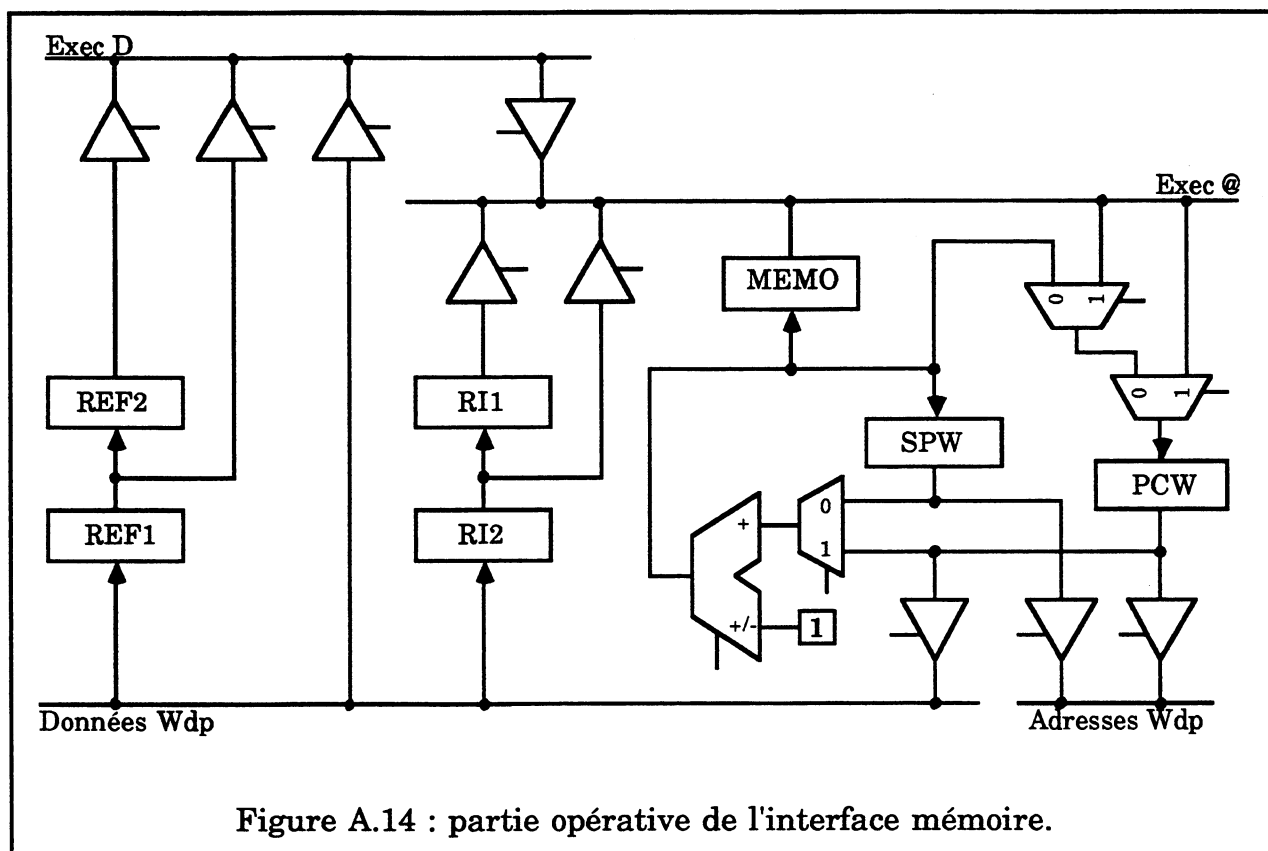 Exec D
Exec @
MEMO
0 1
REF2
RI1
0 1
SPW
PCW
REF1
RI2
+
0
1
+/-
1
Données Wdp
Adresses Wdp
Figure A.14 : partie opérative de l'interface mémoire.